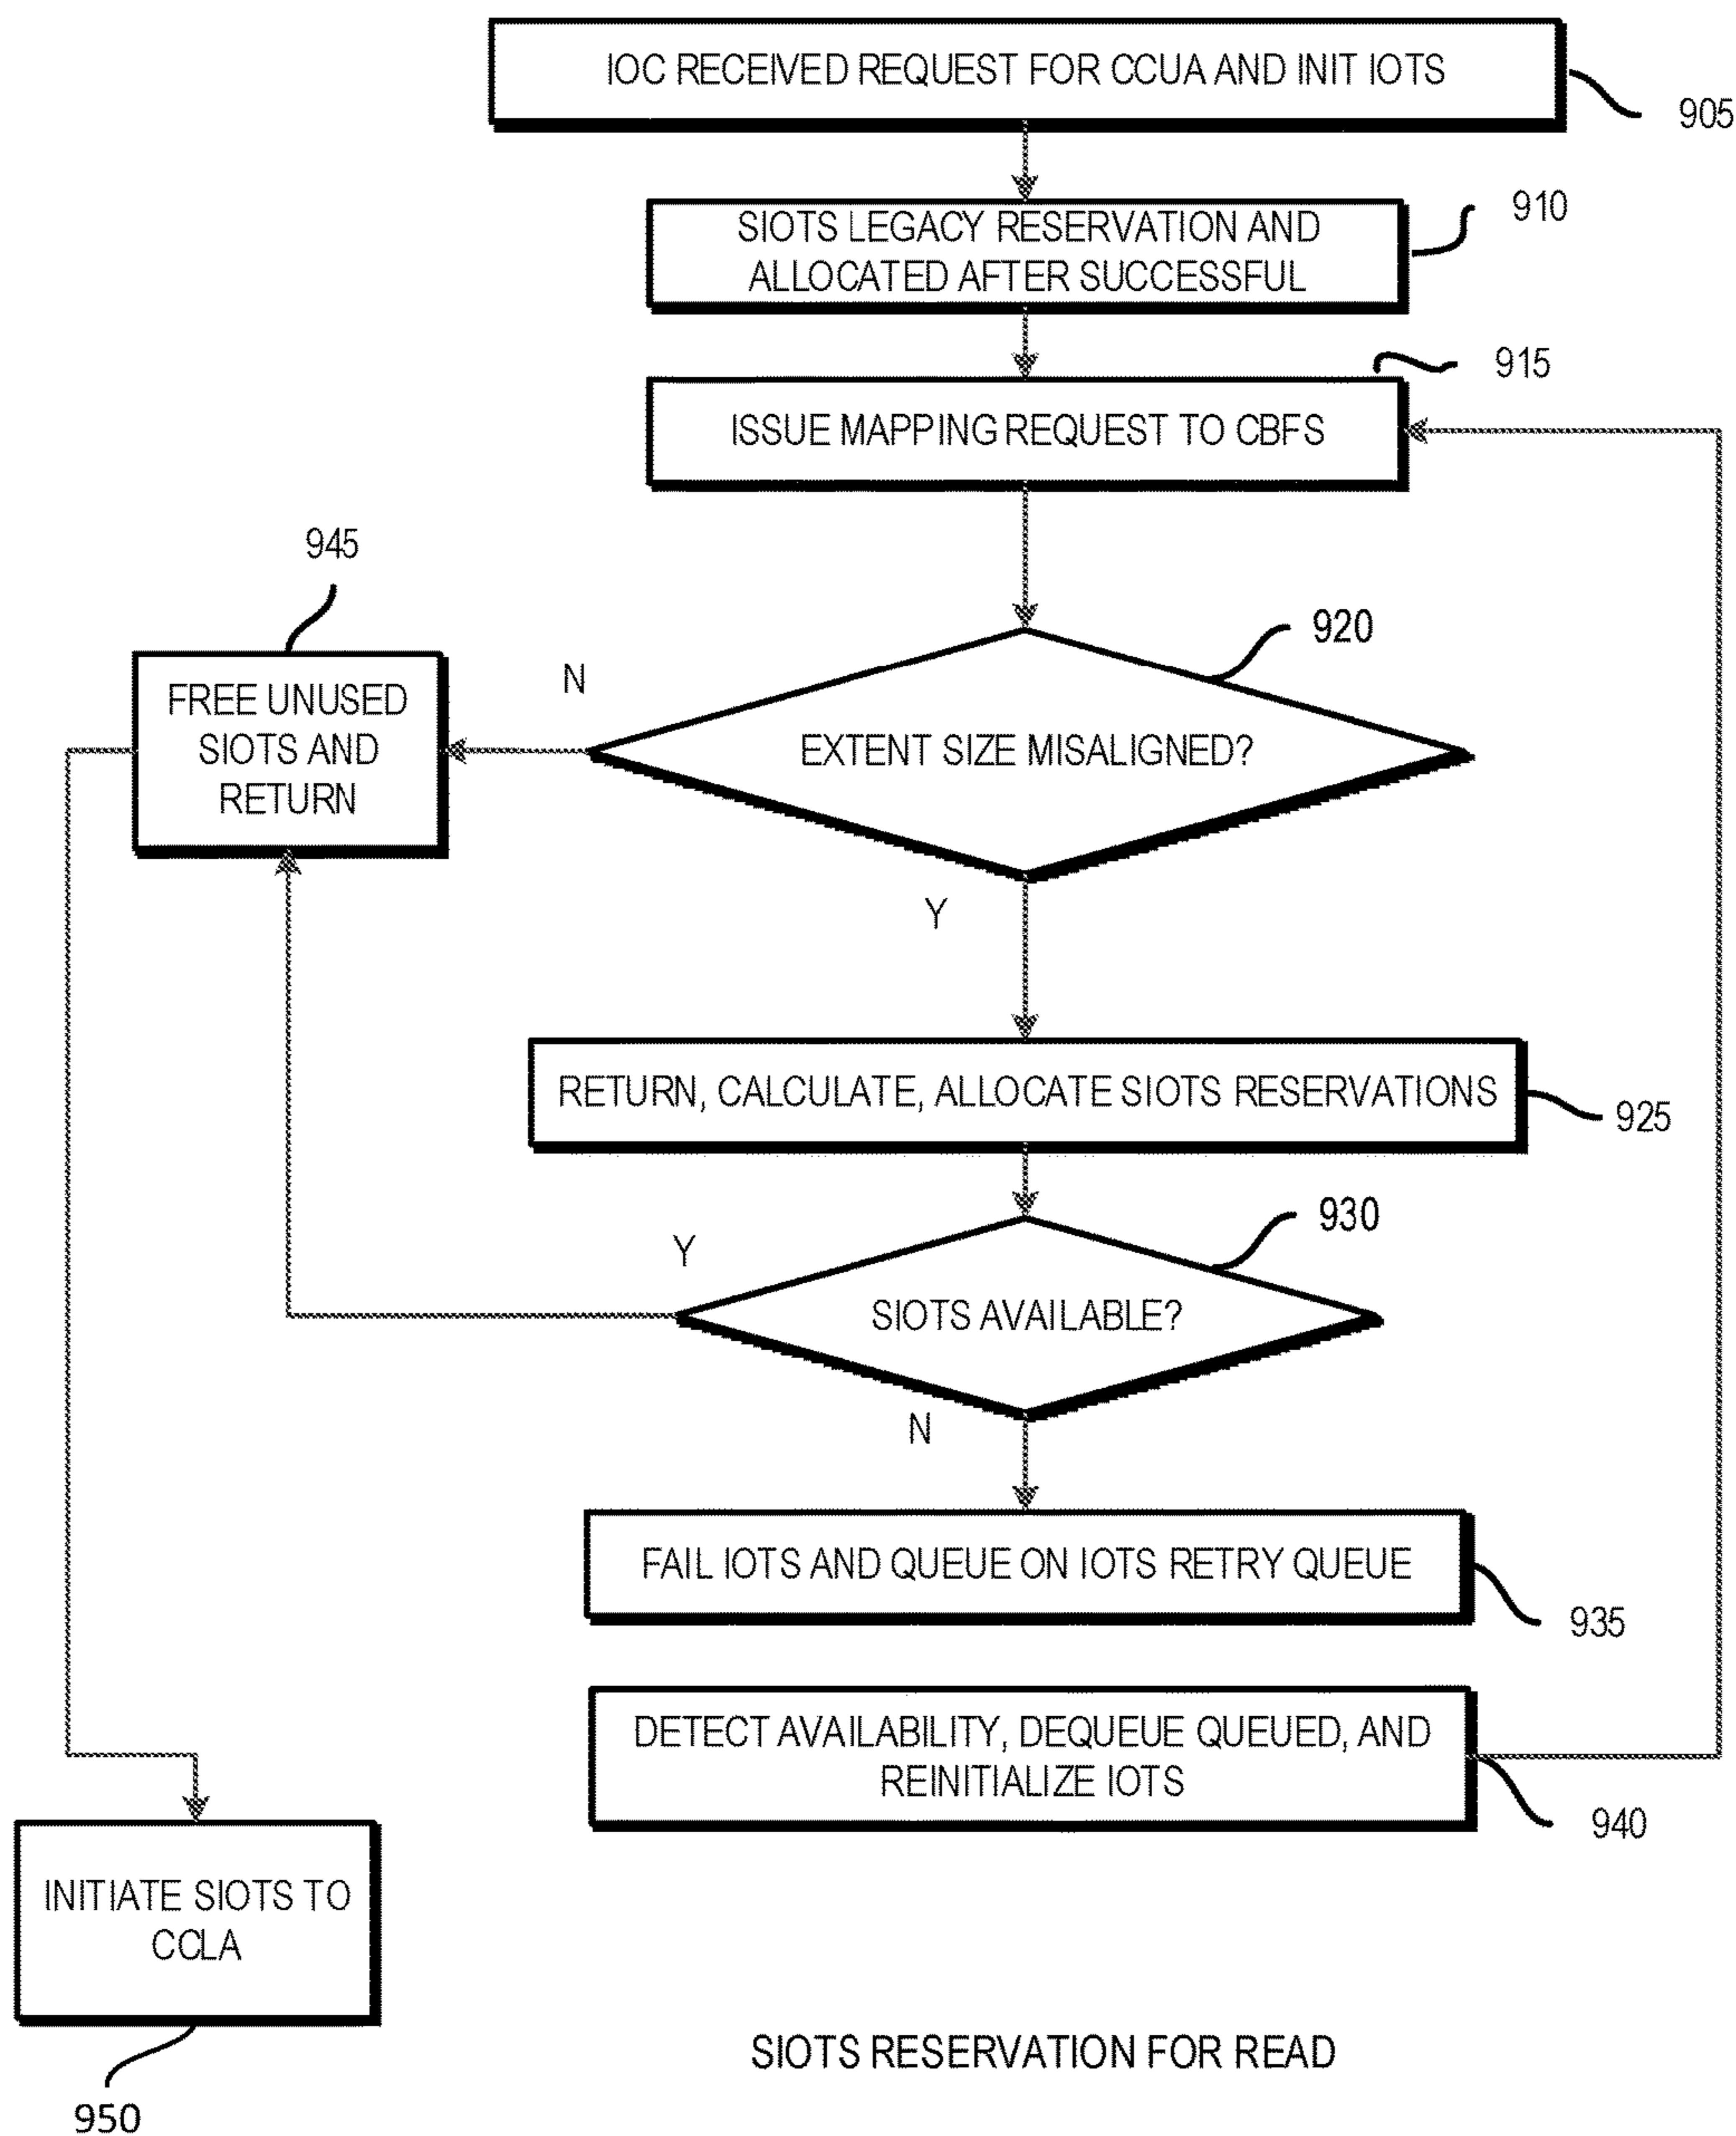 IOC RECEIVED REQUEST FOR CCUA AND INIT IOTS
905
SIOTS LEGACY RESERVATION AND
ALLOCATED AFTER SUCCESSFUL
910
915
ISSUE MAPPING REQUEST TO CBFS
945
920
N
FREE UNUSED
SIOTS AND
RETURN
EXTENT SIZE MISALIGNED?
Y
RETURN, CALCULATE, ALLOCATE SIOTS RESERVATIONS
925
930
Y
SIOTS AVAILABLE?
N
FAIL IOTS AND QUEUE ON IOTS RETRY QUEUE
935
DETECT AVAILABILITY, DEQUEUE QUEUED, AND
REINITIALIZE IOTS
940
INITIATE SIOTS TO
CCLA
950
SIOTS RESERVATION FOR READ